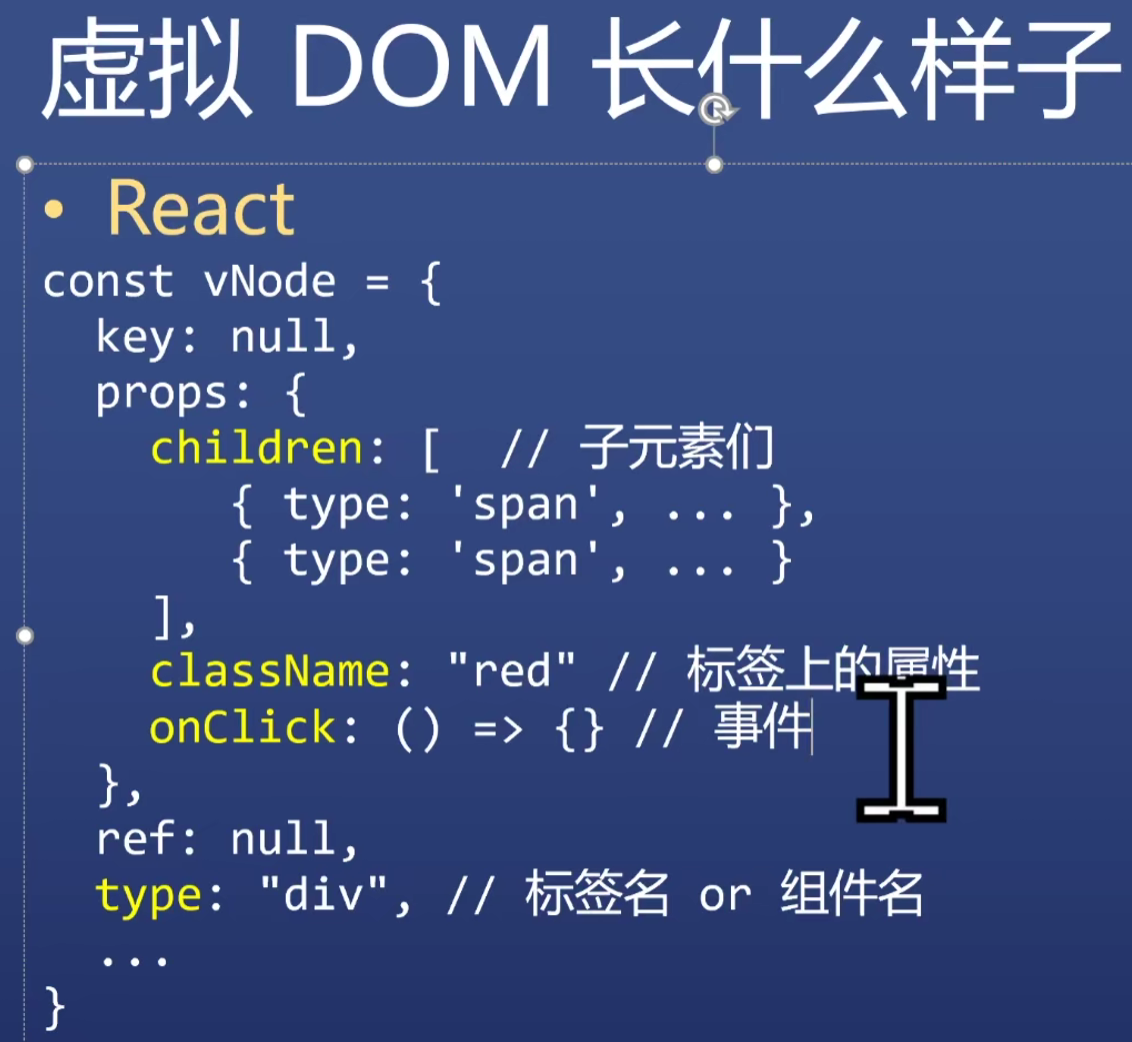 虚拟 DOM 长什么样子
• React
const vNode = {
  key: null,
  props: {
    children: [  // 子元素们
       { type: 'span', ... },
       { type: 'span', ... }
    ],
    className: "red" // 标签上的属性
    onClick: () => {} // 事件
  },
  ref: null,
  type: "div", // 标签名 or 组件名
  ...
}